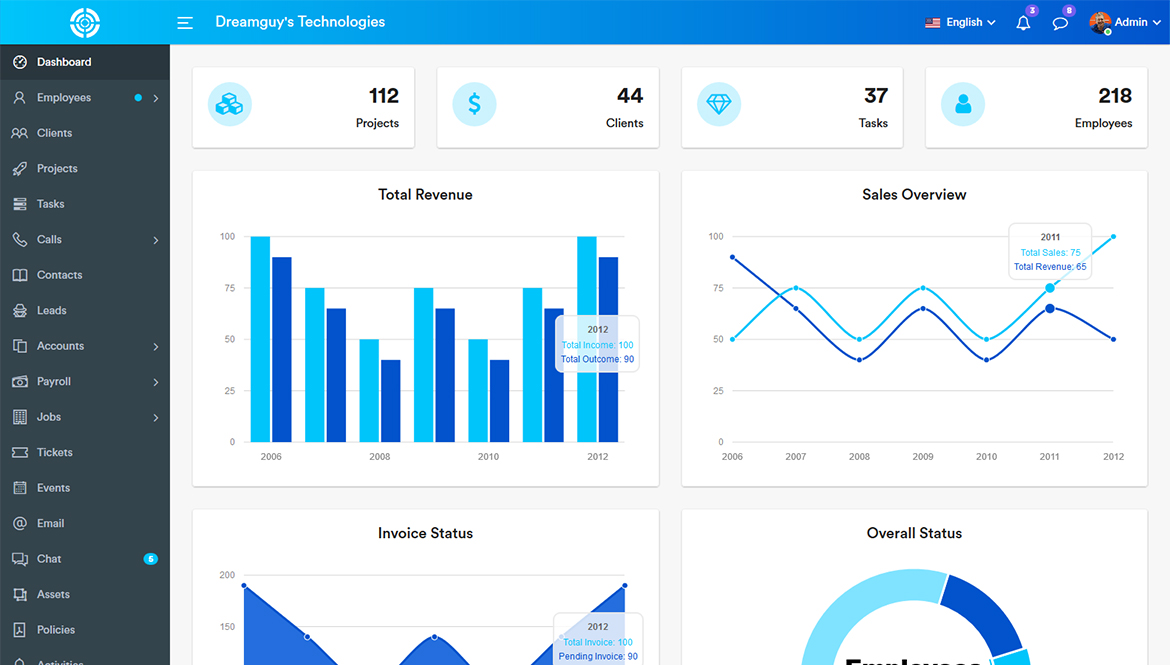 Dreamguy's Technologies
English
3
8
Admin
Dashboard
Employees
Clients
Projects
Tasks
Calls
Contacts
Leads
Accounts
Payroll
Jobs
Tickets
Events
Email
Chat
5
Assets
Policies
Activities
112
Projects
44
Clients
37
Tasks
218
Employees
Total Revenue
100
75
50
25
0
2006
2008
2010
2012
2012
Total Income: 100
Total Outcome: 90
Sales Overview
100
75
50
25
0
2006
2007
2008
2009
2010
2011
2012
2011
Total Sales: 75
Total Revenue: 65
Invoice Status
200
150
2012
Total Invoice: 100
Pending Invoice: 90
Overall Status
Employees